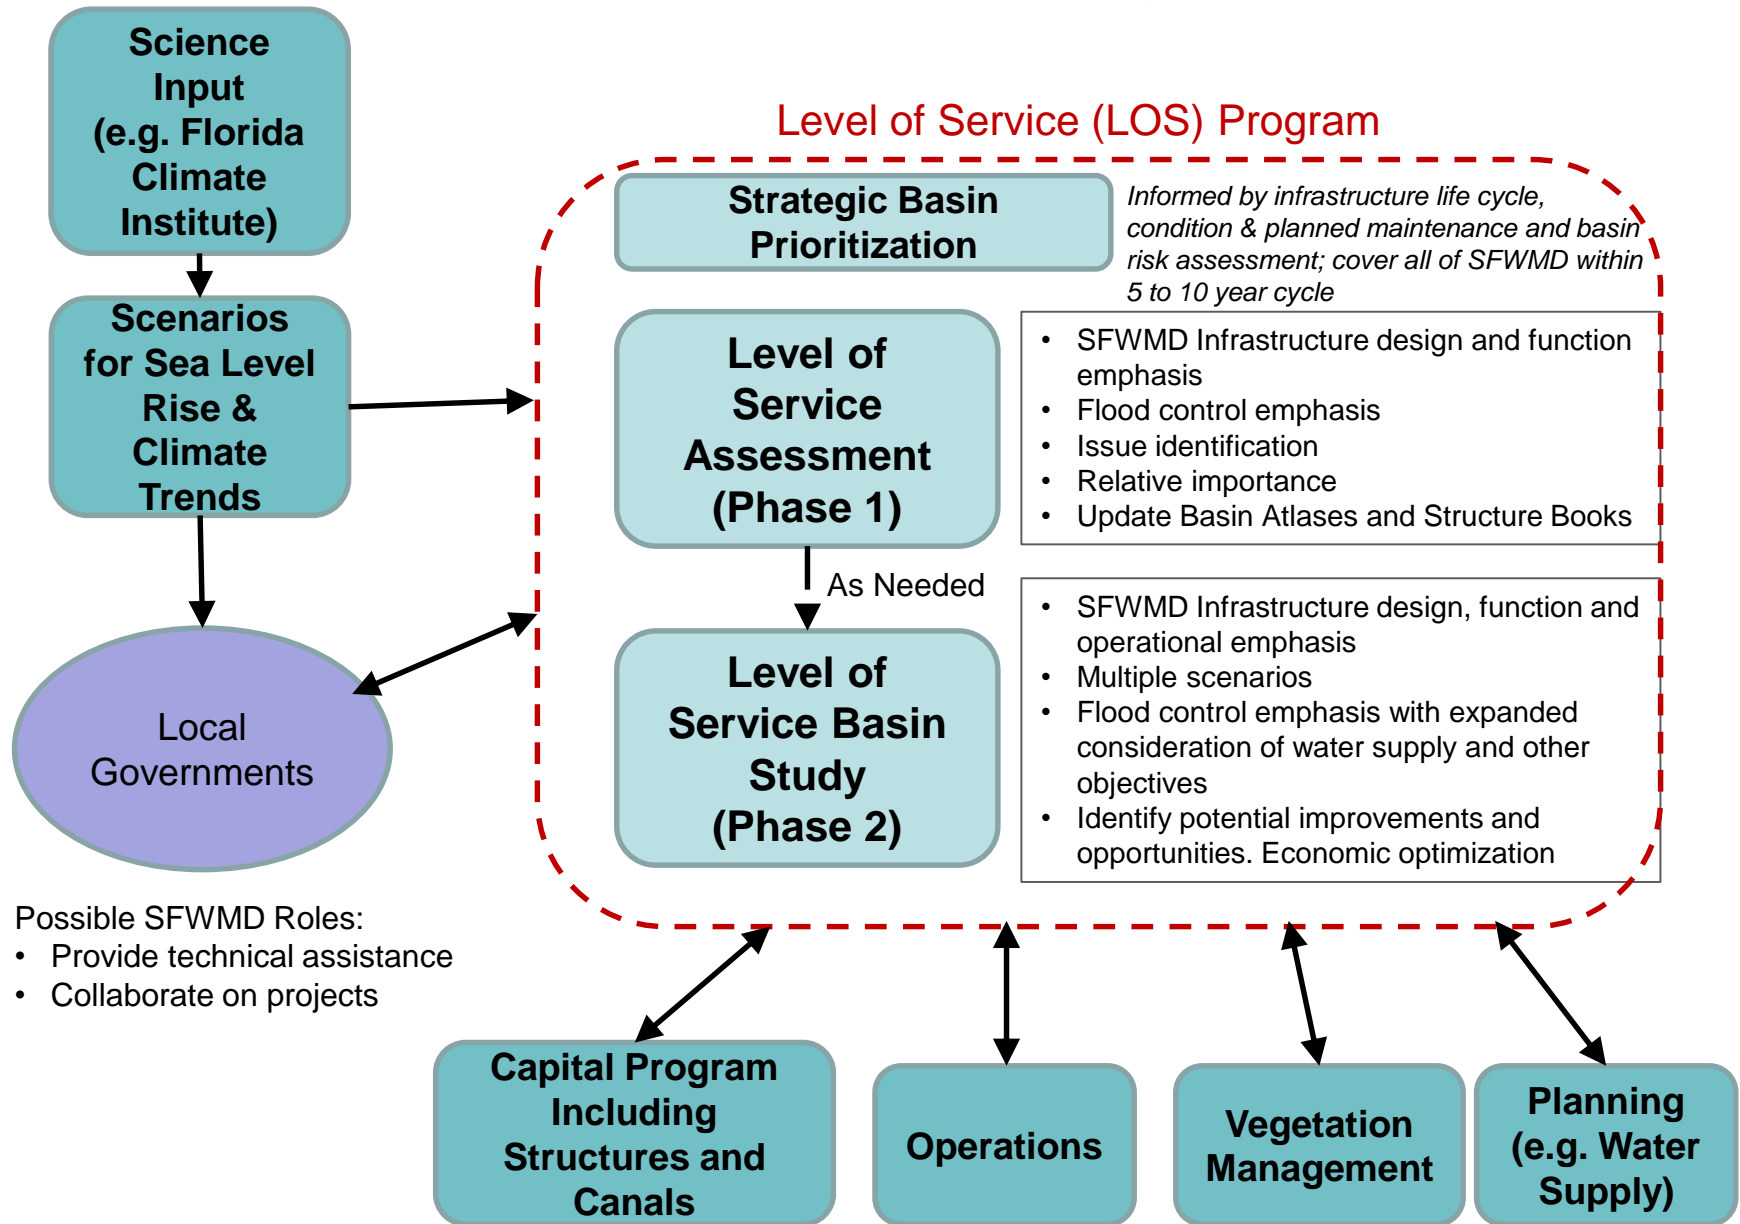 Science
Input
(e.g. Florida
Climate
Institute)
Scenarios
for Sea Level
Rise &
Climate
Trends
Local
Governments
Possible SFWMD Roles:
• Provide technical assistance
• Collaborate on projects
Level of Service (LOS) Program
Strategic Basin
Prioritization
Informed by infrastructure life cycle,
condition & planned maintenance and basin
risk assessment; cover all of SFWMD within
5 to 10 year cycle
Level of
Service
Assessment
(Phase 1)
• SFWMD Infrastructure design and function
emphasis
• Flood control emphasis
• Issue identification
• Relative importance
• Update Basin Atlases and Structure Books
As Needed
Level of
Service Basin
Study
(Phase 2)
• SFWMD Infrastructure design, function and
operational emphasis
• Multiple scenarios
• Flood control emphasis with expanded
consideration of water supply and other
objectives
• Identify potential improvements and
opportunities. Economic optimization
Capital Program
Including
Structures and
Canals
Operations
Vegetation
Management
Planning
(e.g. Water
Supply)